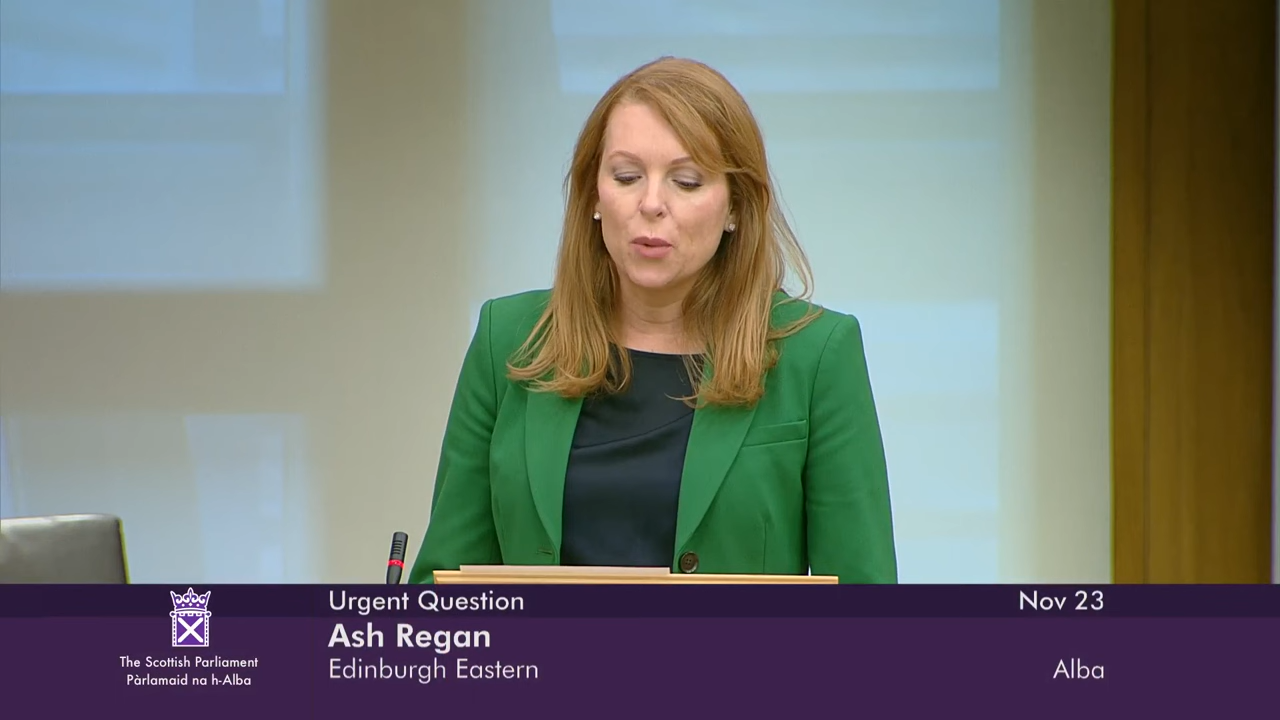 Urgent Question
Nov 23
Ash Regan
Edinburgh Eastern
Alba
The Scottish Parliament
Pàrlamaid na h-Alba